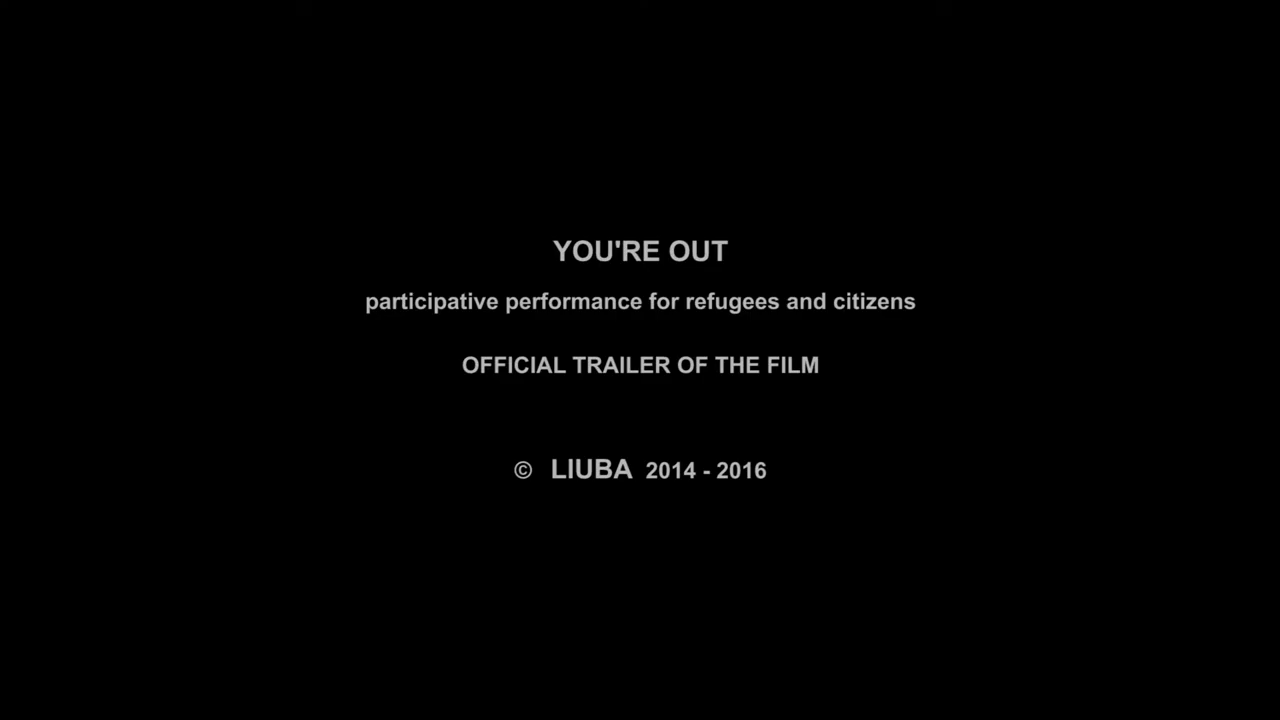 YOU'RE OUT
participative performance for refugees and citizens
OFFICIAL TRAILER OF THE FILM
© LIUBA 2014 - 2016